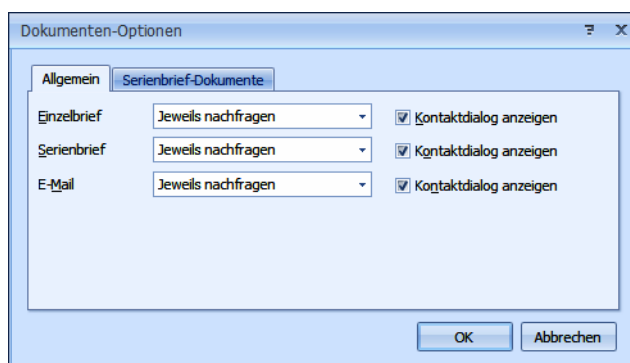 Dokumenten-Optionen ? X
Allgemein Serienbrief-Dokumente
Einzelbrief Jeweils nachfragen Kontaktdialog anzeigen
Serienbrief Jeweils nachfragen Kontaktdialog anzeigen
E-Mail Jeweils nachfragen Kontaktdialog anzeigen
OK Abbrechen